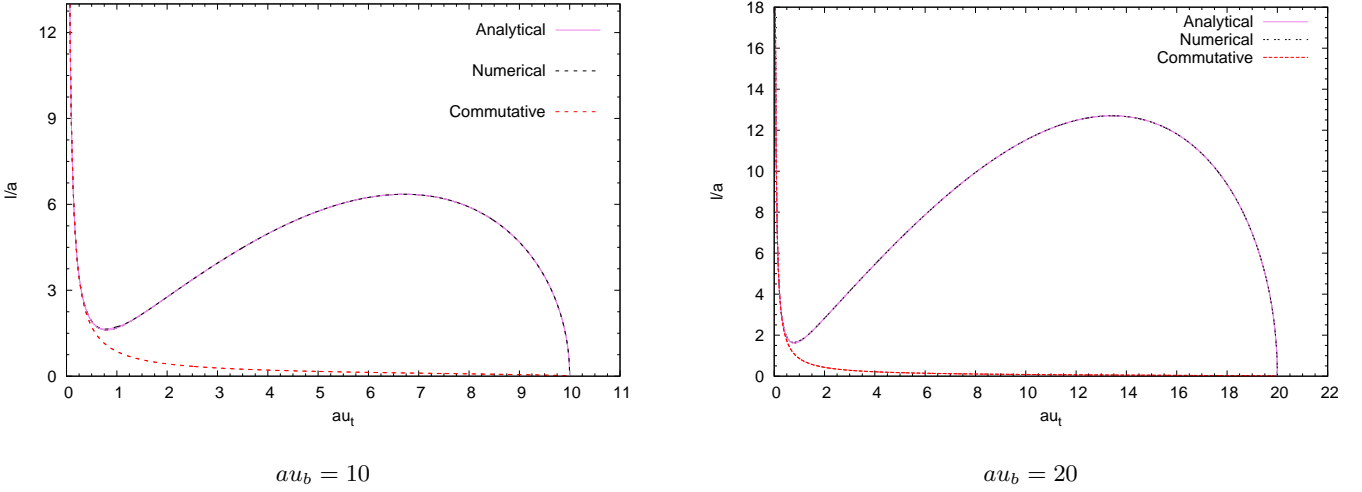 12
9
6
3
0
l/a
Analytical
Numerical
Commutative
0 1 2 3 4 5 6 7 8 9 10 11
au_t
au_b = 10
18
16
14
12
10
8
6
4
2
0
l/a
Analytical
Numerical
Commutative
0 2 4 6 8 10 12 14 16 18 20 22
au_t
au_b = 20